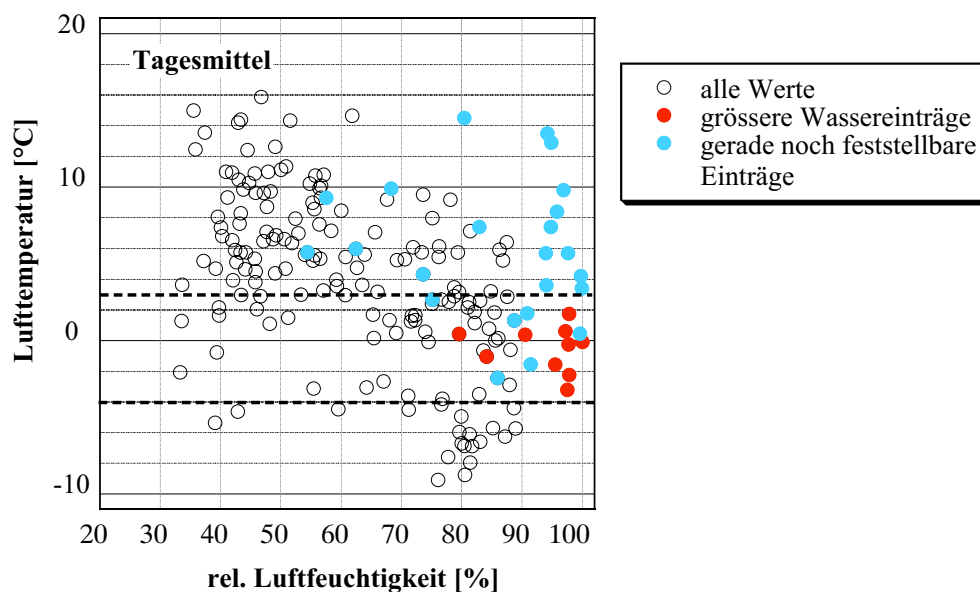 20
Tagesmittel
10
0
-10
Lufttemperatur [°C]
20 30 40 50 60 70 80 90 100
rel. Luftfeuchtigkeit [%]
alle Werte
grössere Wassereinträge
gerade noch feststellbare
Einträge